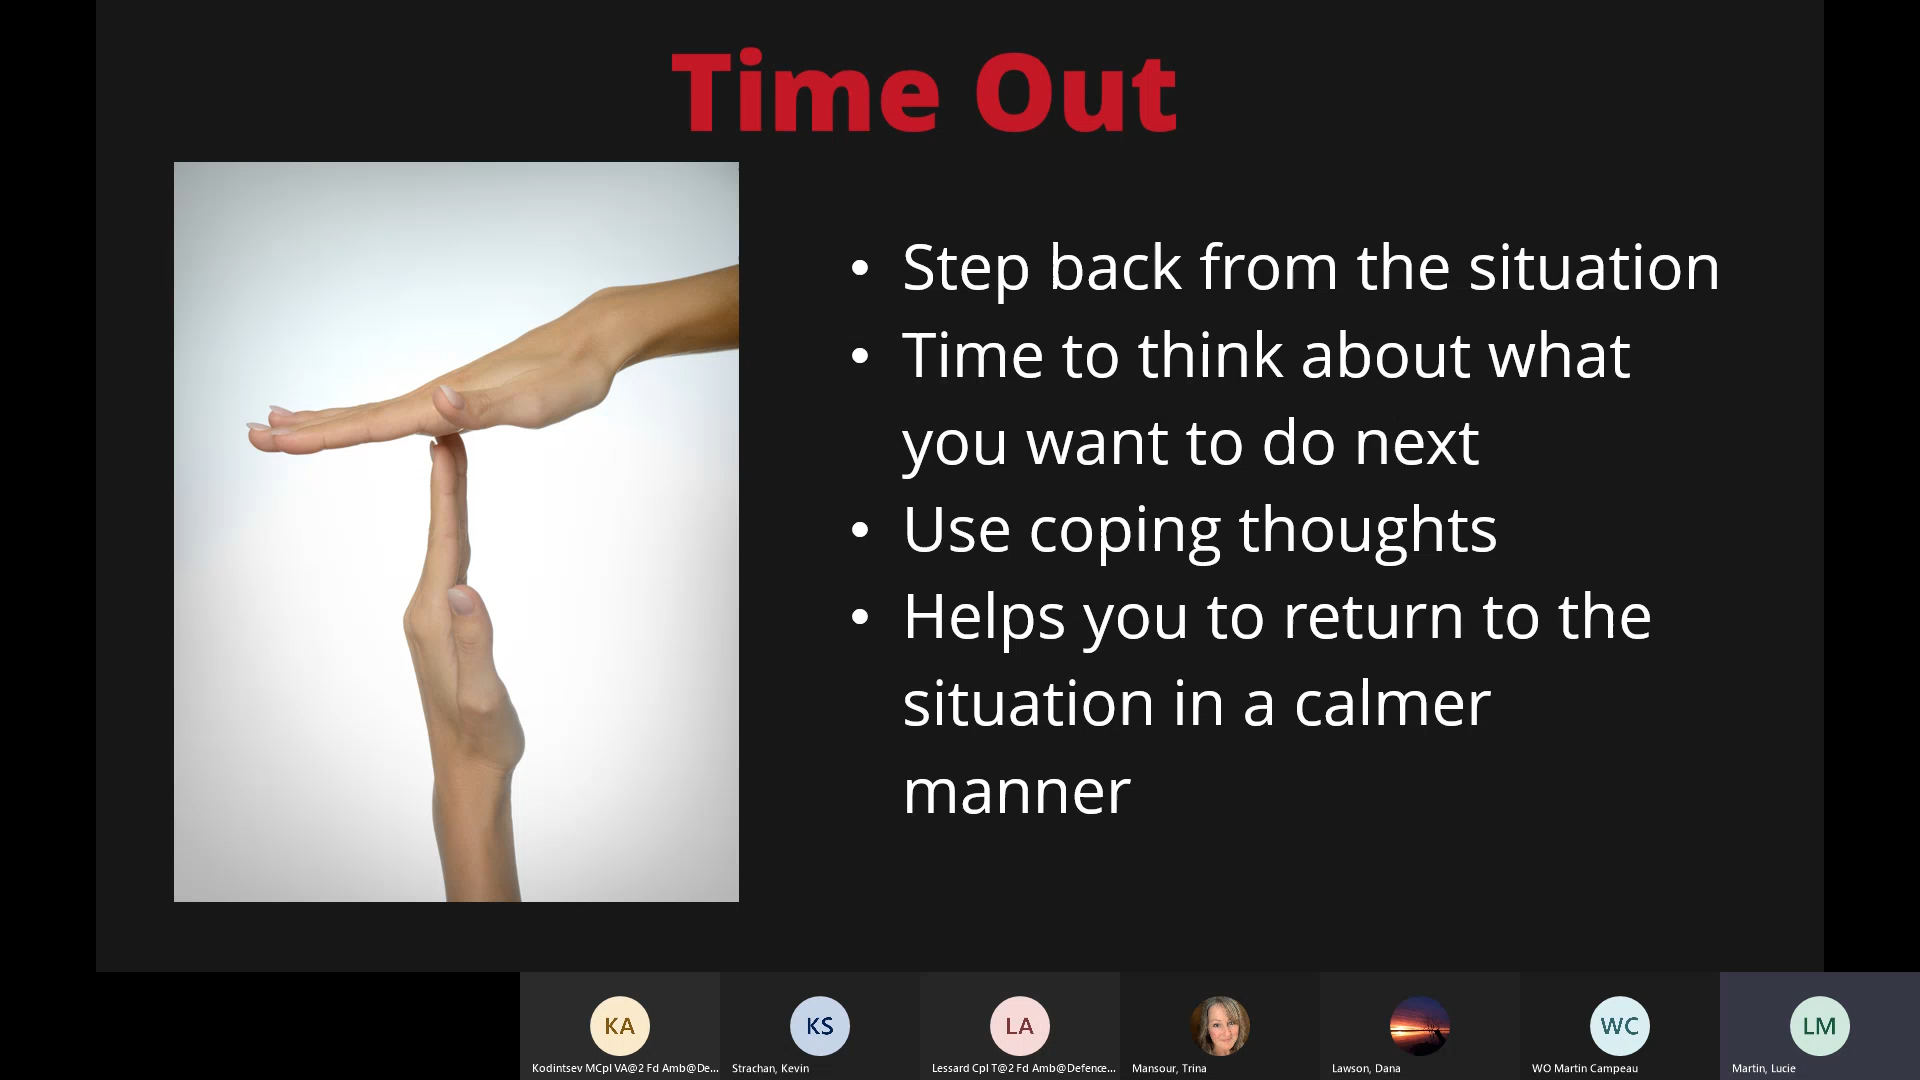 Time Out
• Step back from the situation
• Time to think about what
you want to do next
• Use coping thoughts
• Helps you to return to the
situation in a calmer
manner
KA
KS
LA
WC
LM
Kodintsev MCpl VA@2 Fd Amb@De...
Strachan, Kevin
Lessard Cpl T@2 Fd Amb@Defence...
Mansour, Trina
Lawson, Dana
WO Martin Campeau
Martin, Lucie